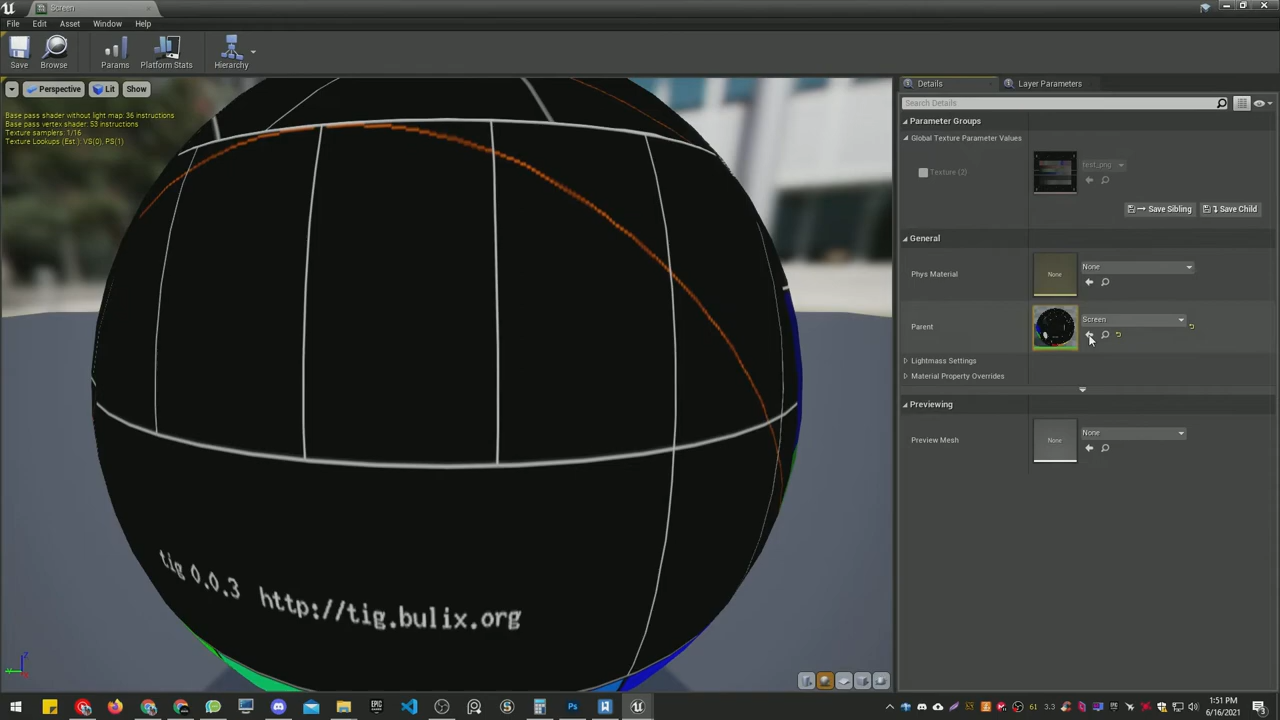 Screen
File Edit Asset Window Help
Save Browse Params Platform Stats Hierarchy
Perspective Lit Show
Base pass shader without light map: 36 instructions
Base pass vertex shader: 53 instructions
Texture samplers: 1/16
Texture Lookups (Est.): VS(0), PS(1)
tig 0.0.3 http://tig.bulix.org
Details Layer Parameters
Search Details
Parameter Groups
Global Texture Parameter Values
Texture (2)
Save Sibling Save Child
General
Phys Material None None
Parent Screen
Lightmass Settings
Material Property Overrides
Previewing
Preview Mesh None None
61 3.3
1:51 PM
6/16/2021